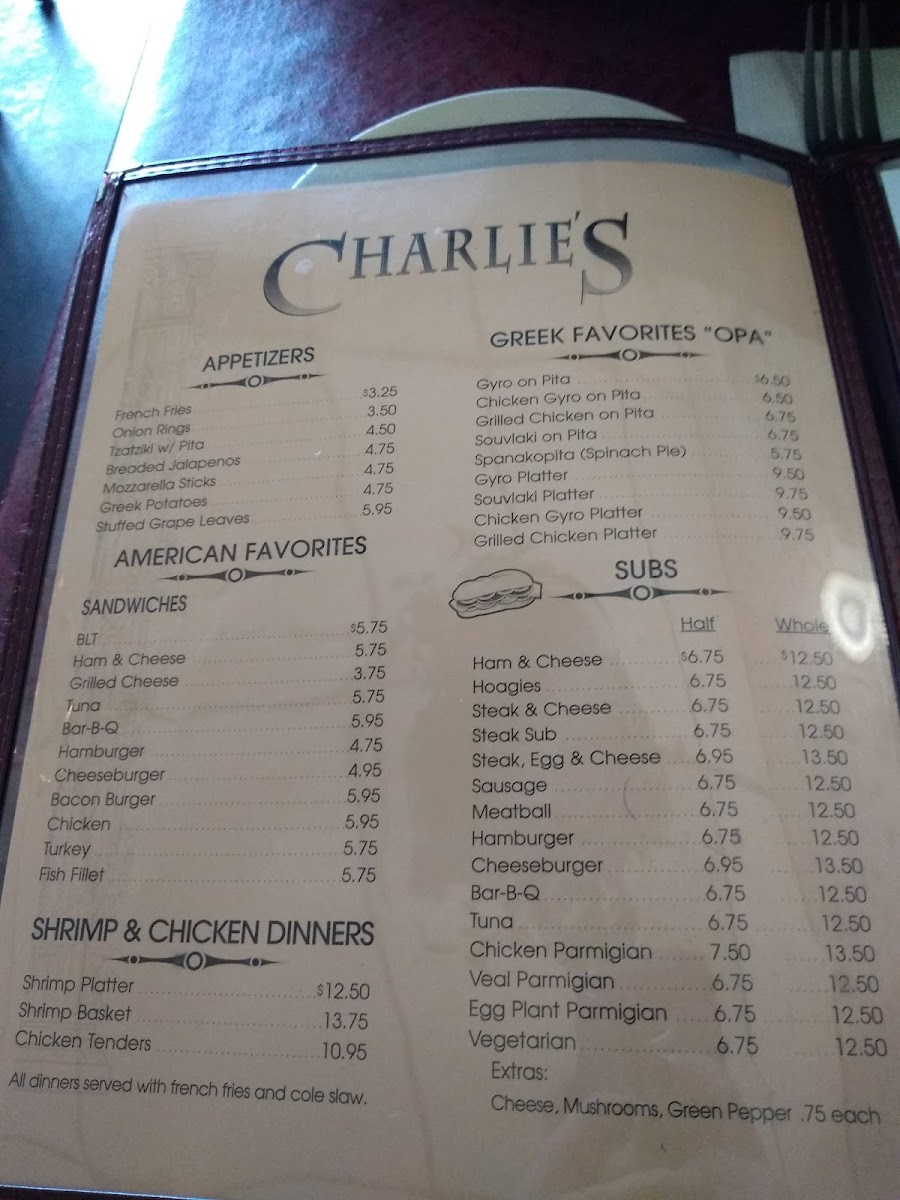 CHARLIE'S
APPETIZERS
French Fries $3.25
Onion Rings 3.50
Tzatziki w/ Pita 4.50
Breaded Jalapenos 4.75
Mozzarella Sticks 4.75
Greek Potatoes 4.75
Stuffed Grape Leaves 5.95
AMERICAN FAVORITES
SANDWICHES
BLT $5.75
Ham & Cheese 5.75
Grilled Cheese 3.75
Tuna 5.75
Bar-B-Q 5.95
Hamburger 4.75
Cheeseburger 4.95
Bacon Burger 5.95
Chicken 5.95
Turkey 5.75
Fish Fillet 5.75
SHRIMP & CHICKEN DINNERS
Shrimp Platter $12.50
Shrimp Basket 13.75
Chicken Tenders 10.95
All dinners served with french fries and cole slaw.
GREEK FAVORITES "OPA"
Gyro on Pita $6.50
Chicken Gyro on Pita 6.50
Grilled Chicken on Pita 6.75
Souvlaki on Pita 6.75
Spanakopita (Spinach Pie) 5.75
Gyro Platter 9.50
Souvlaki Platter 9.75
Chicken Gyro Platter 9.50
Grilled Chicken Platter 9.75
SUBS
Half Whole
Ham & Cheese $6.75 $12.50
Hoagies 6.75 12.50
Steak & Cheese 6.75 12.50
Steak Sub 6.75 12.50
Steak, Egg & Cheese 6.95 13.50
Sausage 6.75 12.50
Meatball 6.75 12.50
Hamburger 6.75 12.50
Cheeseburger 6.95 13.50
Bar-B-Q 6.75 12.50
Tuna 6.75 12.50
Chicken Parmigian 7.50 13.50
Veal Parmigian 6.75 12.50
Egg Plant Parmigian 6.75 12.50
Vegetarian 6.75 12.50
Extras:
Cheese, Mushrooms, Green Pepper .75 each